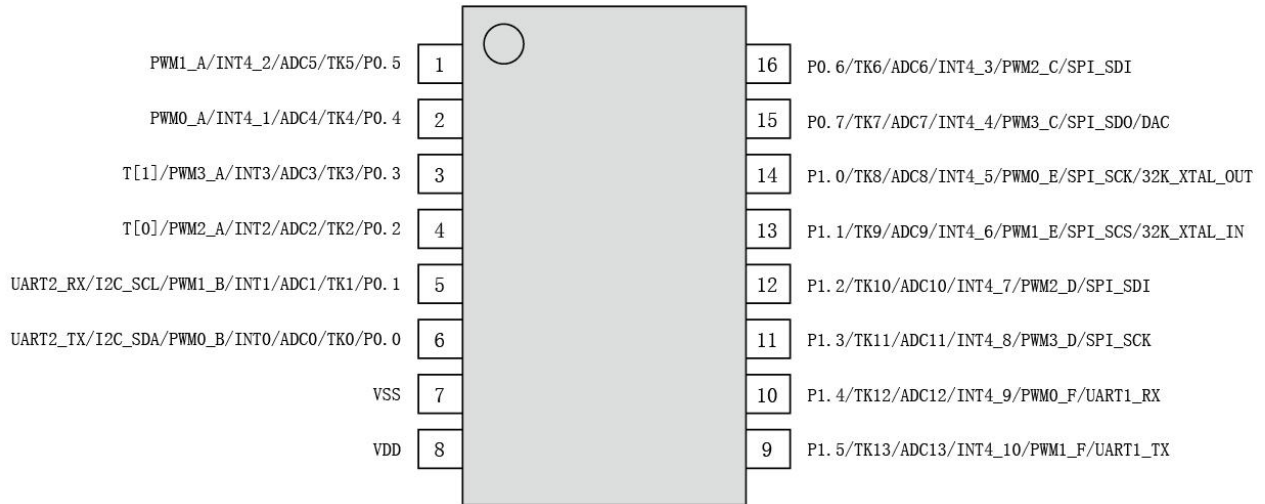 PWM1_A/INT4_2/ADC5/TK5/P0.5 1 16 P0.6/TK6/ADC6/INT4_3/PWM2_C/SPI_SDI
PWM0_A/INT4_1/ADC4/TK4/P0.4 2 15 P0.7/TK7/ADC7/INT4_4/PWM3_C/SPI_SDO/DAC
T[1]/PWM3_A/INT3/ADC3/TK3/P0.3 3 14 P1.0/TK8/ADC8/INT4_5/PWM0_E/SPI_SCK/32K_XTAL_OUT
T[0]/PWM2_A/INT2/ADC2/TK2/P0.2 4 13 P1.1/TK9/ADC9/INT4_6/PWM1_E/SPI_SCS/32K_XTAL_IN
UART2_RX/I2C_SCL/PWM1_B/INT1/ADC1/TK1/P0.1 5 12 P1.2/TK10/ADC10/INT4_7/PWM2_D/SPI_SDI
UART2_TX/I2C_SDA/PWM0_B/INT0/ADC0/TK0/P0.0 6 11 P1.3/TK11/ADC11/INT4_8/PWM3_D/SPI_SCK
VSS 7 10 P1.4/TK12/ADC12/INT4_9/PWM0_F/UART1_RX
VDD 8 9 P1.5/TK13/ADC13/INT4_10/PWM1_F/UART1_TX